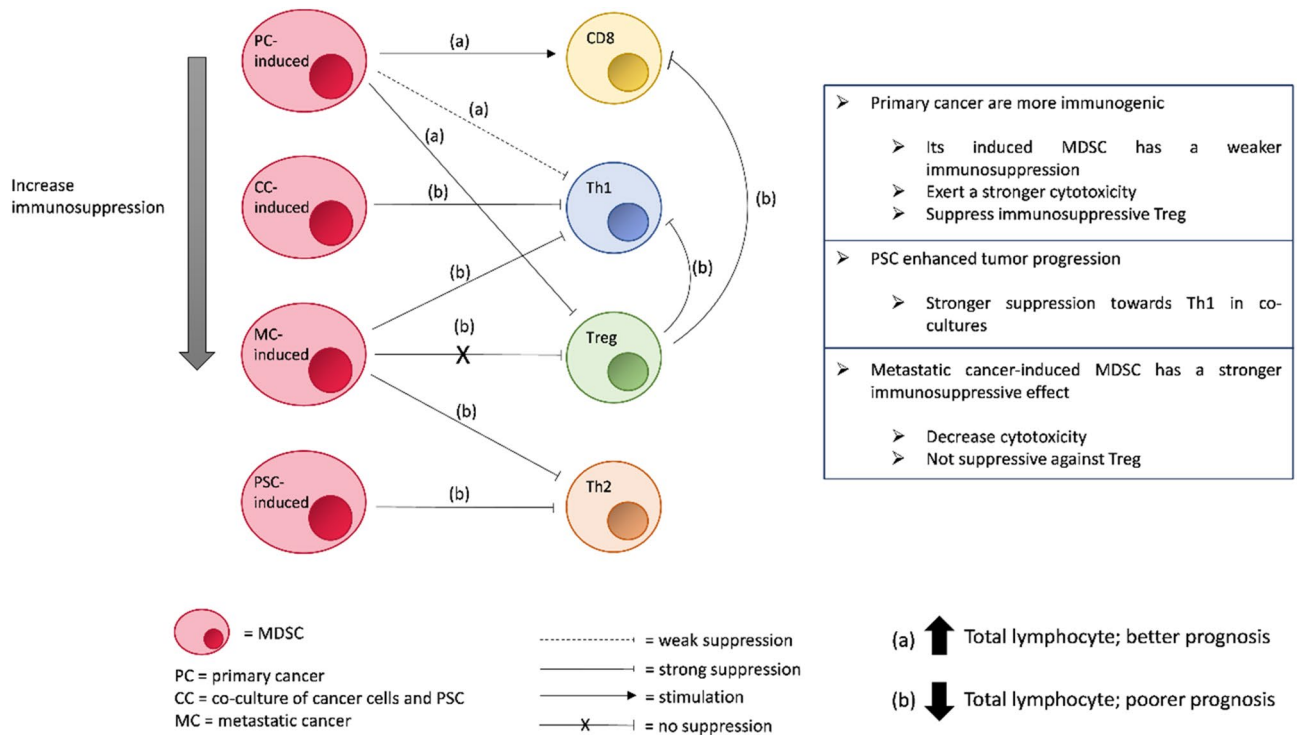 PC-
induced
(a)
CD8
(a)
(a)
Increase
immunosuppression
CC-
induced
(b)
Th1
(b)
(b)
(b)
MC-
induced
(b)
Treg
(b)
PSC-
induced
(b)
Th2
Primary cancer are more immunogenic
Its induced MDSC has a weaker
immunosuppression
Exert a stronger cytotoxicity
Suppress immunosuppressive Treg
PSC enhanced tumor progression
Stronger suppression towards Th1 in co-
cultures
Metastatic cancer-induced MDSC has a stronger
immunosuppressive effect
Decrease cytotoxicity
Not suppressive against Treg
= MDSC
PC = primary cancer
CC = co-culture of cancer cells and PSC
MC = metastatic cancer
= weak suppression
= strong suppression
= stimulation
X = no suppression
(a) Total lymphocyte; better prognosis
(b) Total lymphocyte; poorer prognosis